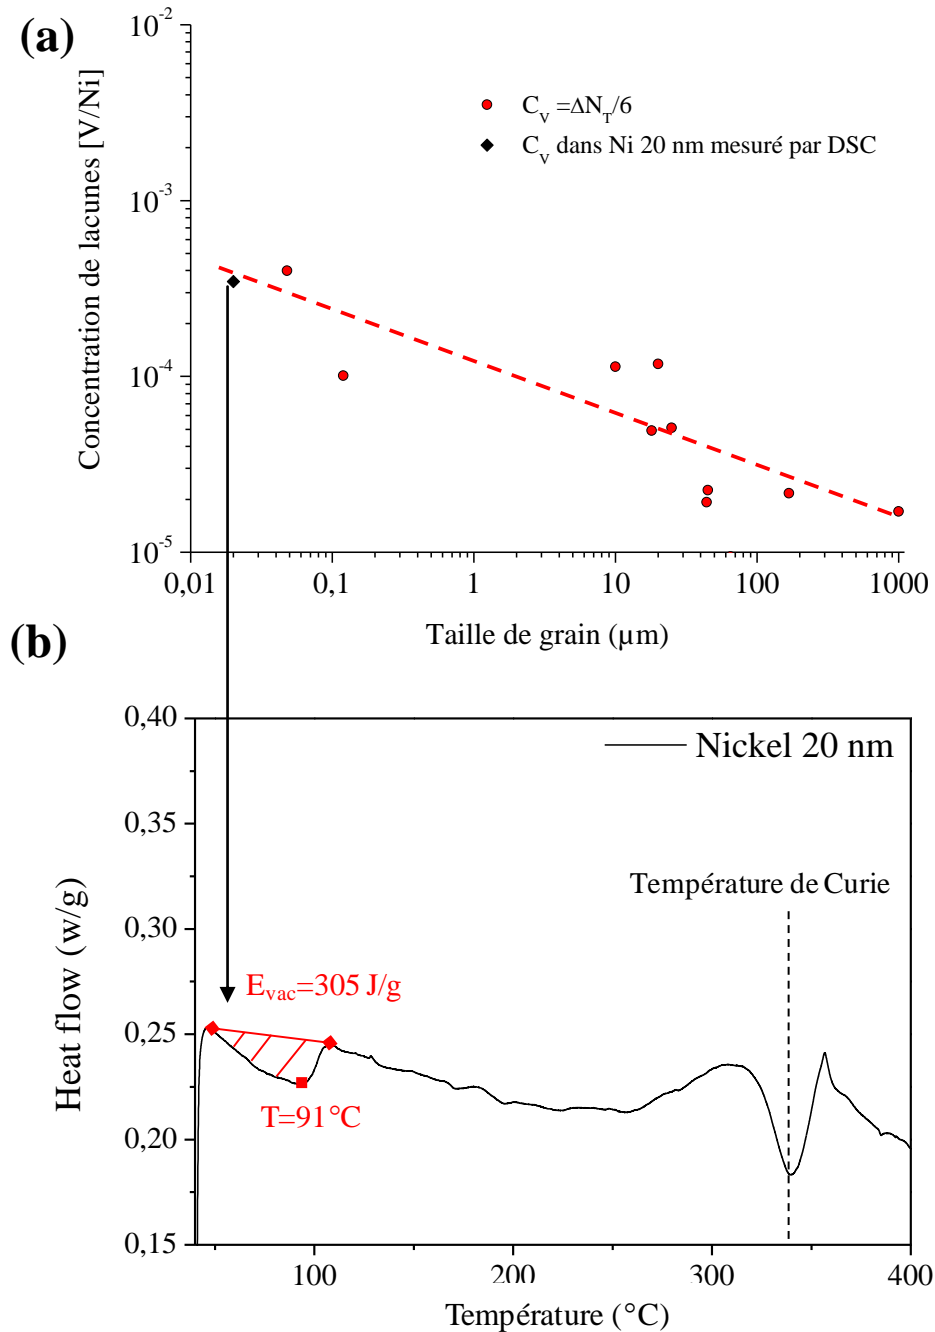 (a)
Concentration de lacunes [V/Ni]
10-2
10-3
10-4
10-5
C_V =ΔN_T/6
C_V dans Ni 20 nm mesuré par DSC
0,01 0,1 1 10 100 1000
Taille de grain (µm)
(b)
Heat flow (w/g)
0,40
0,35
0,30
0,25
0,20
0,15
Nickel 20 nm
Température de Curie
E_vac=305 J/g
T=91°C
100 200 300 400
Température (°C)